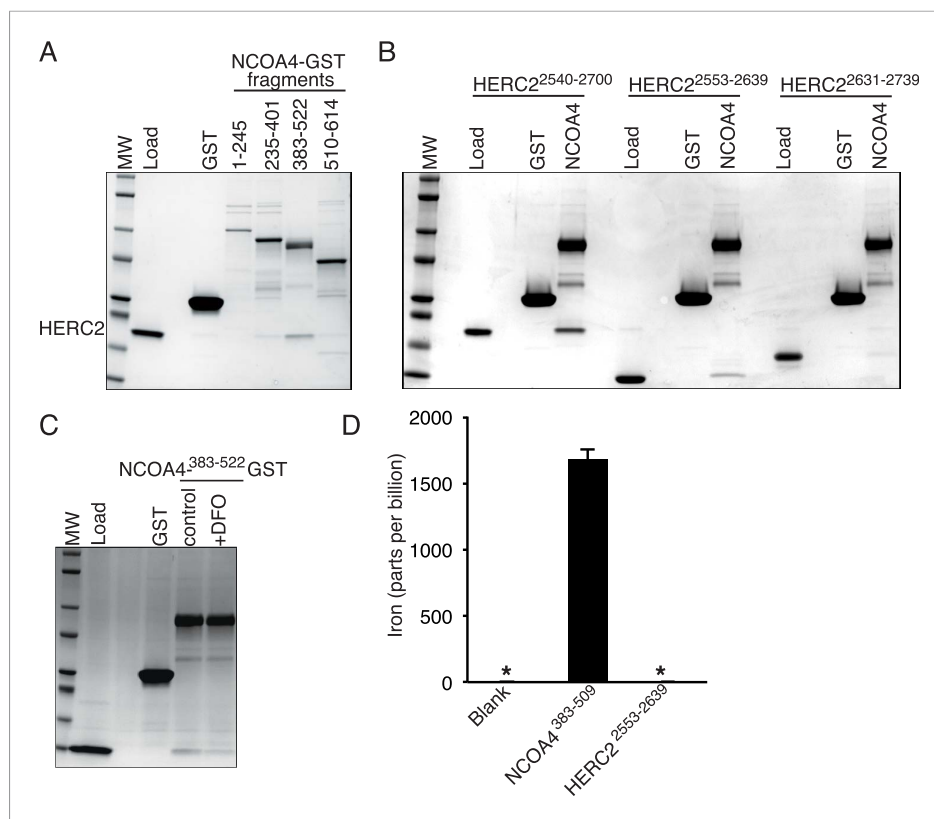 A
NCOA4-GST
fragments
MW
Load
GST
1-245
235-401
383-522
510-614
HERC2
B
HERC2 2540-2700
HERC2 2553-2639
HERC2 2631-2739
MW
Load
GST
NCOA4
Load
GST
NCOA4
Load
GST
NCOA4
C
NCOA4-383-522 GST
MW
Load
GST
control
+DFO
D
Iron (parts per billion)
2000
1500
1000
500
0
*
*
Blank
NCOA4 383-509
HERC2 2553-2639